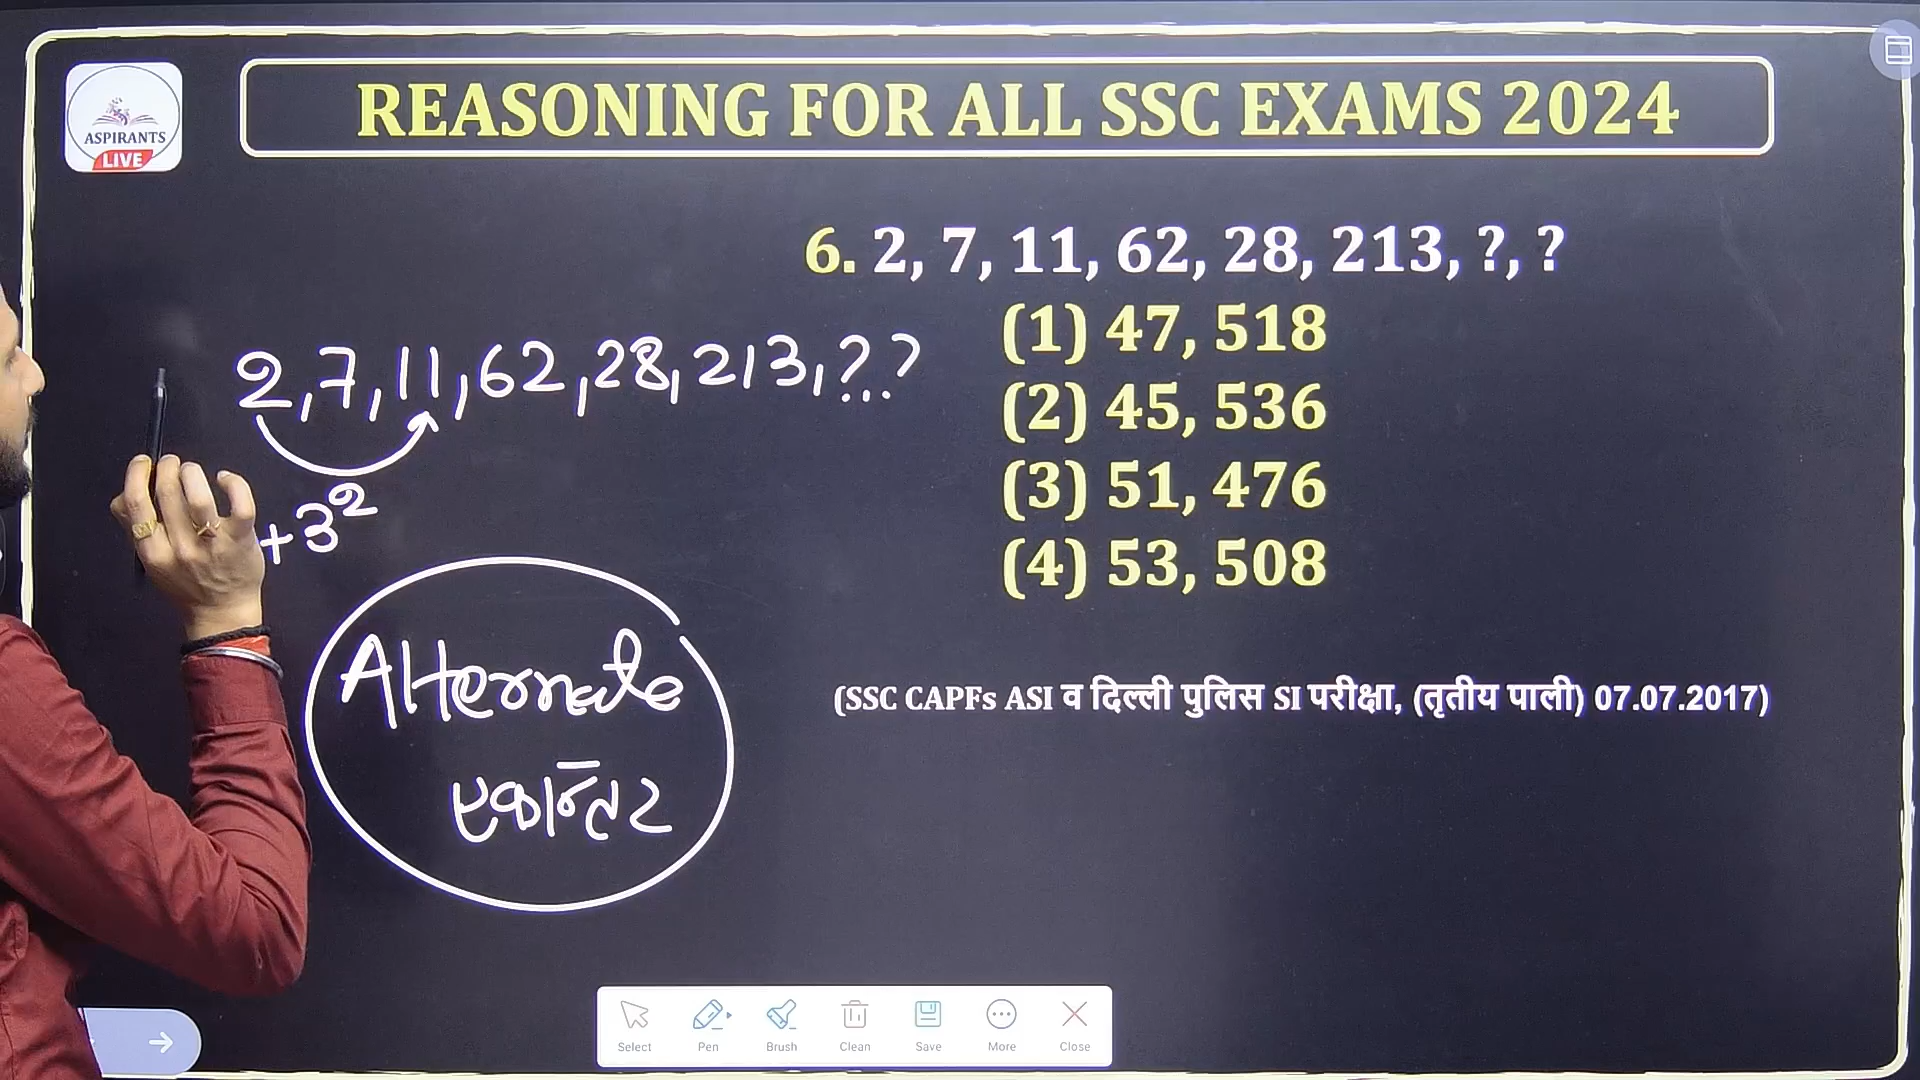 ASPIRANTS
LIVE
REASONING FOR ALL SSC EXAMS 2024
6. 2, 7, 11, 62, 28, 213, ?, ?
(1) 47, 518
(2) 45, 536
(3) 51, 476
(4) 53, 508
(SSC CAPFs ASI व दिल्ली पुलिस SI परीक्षा, (तृतीय पाली) 07.07.2017)
2, 7, 11, 62, 28, 213, ?..?
+3²
Alternate
एकान्तर
Select Pen Brush Clean Save More Close